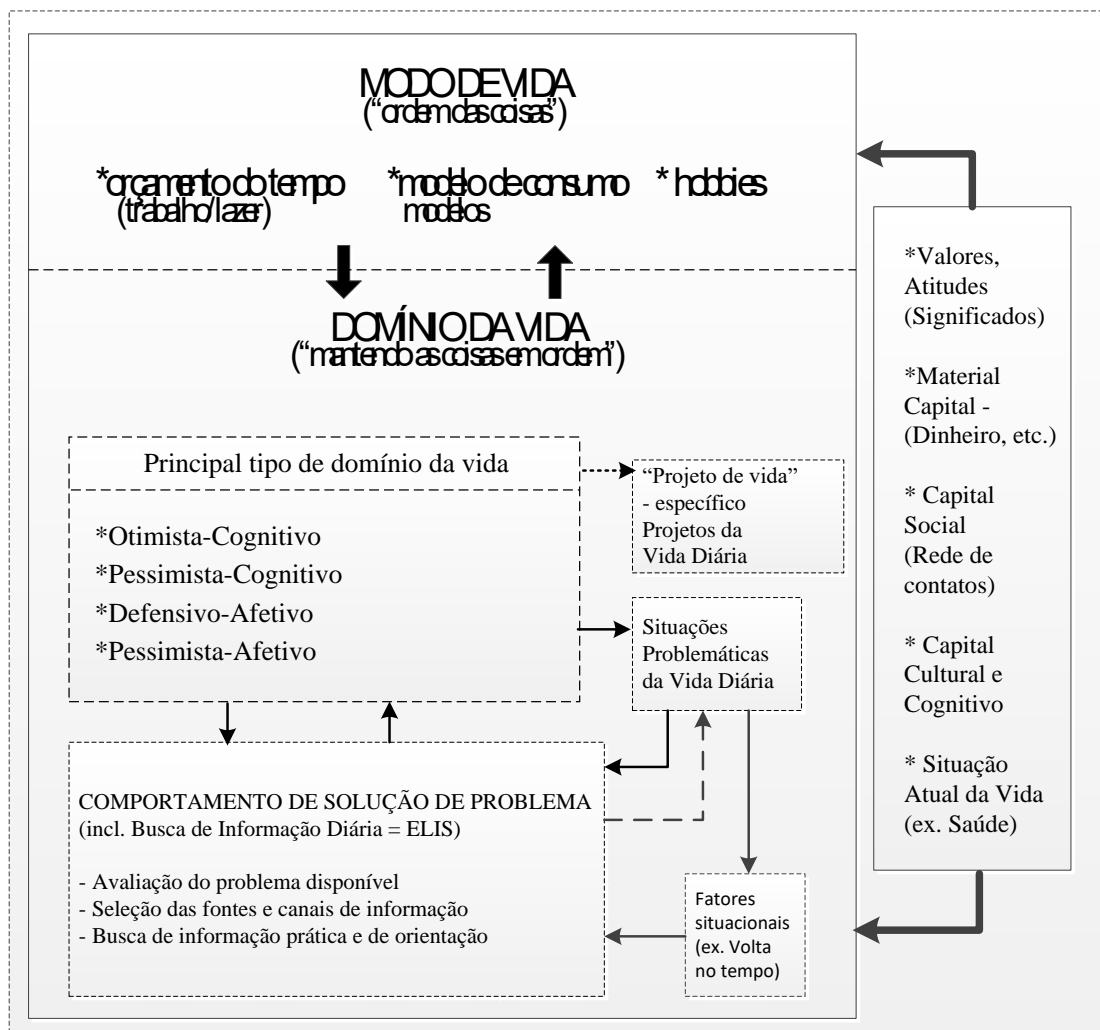 MODO DE VIDA
(“ordem das coisas”)
*orçamento do tempo
(trabalho/lazer)
*modelo de consumo
modelos
* hobbies
DOMÍNIO DA VIDA
(“mantendo as coisas em ordem”)
Principal tipo de domínio da vida
*Otimista-Cognitivo
*Pessimista-Cognitivo
*Defensivo-Afetivo
*Pessimista-Afetivo
“Projeto de vida”
- específico
Projetos da
Vida Diária
Situações
Problemáticas
da Vida Diária
COMPORTAMENTO DE SOLUÇÃO DE PROBLEMA
(incl. Busca de Informação Diária = ELIS)
- Avaliação do problema disponível
- Seleção das fontes e canais de informação
- Busca de informação prática e de orientação
Fatores
situacionais
(ex. Volta
no tempo)
*Valores,
Atitudes
(Significados)
*Material
Capital -
(Dinheiro, etc.)
* Capital
Social
(Rede de
contatos)
* Capital
Cultural e
Cognitivo
* Situação
Atual da Vida
(ex. Saúde)